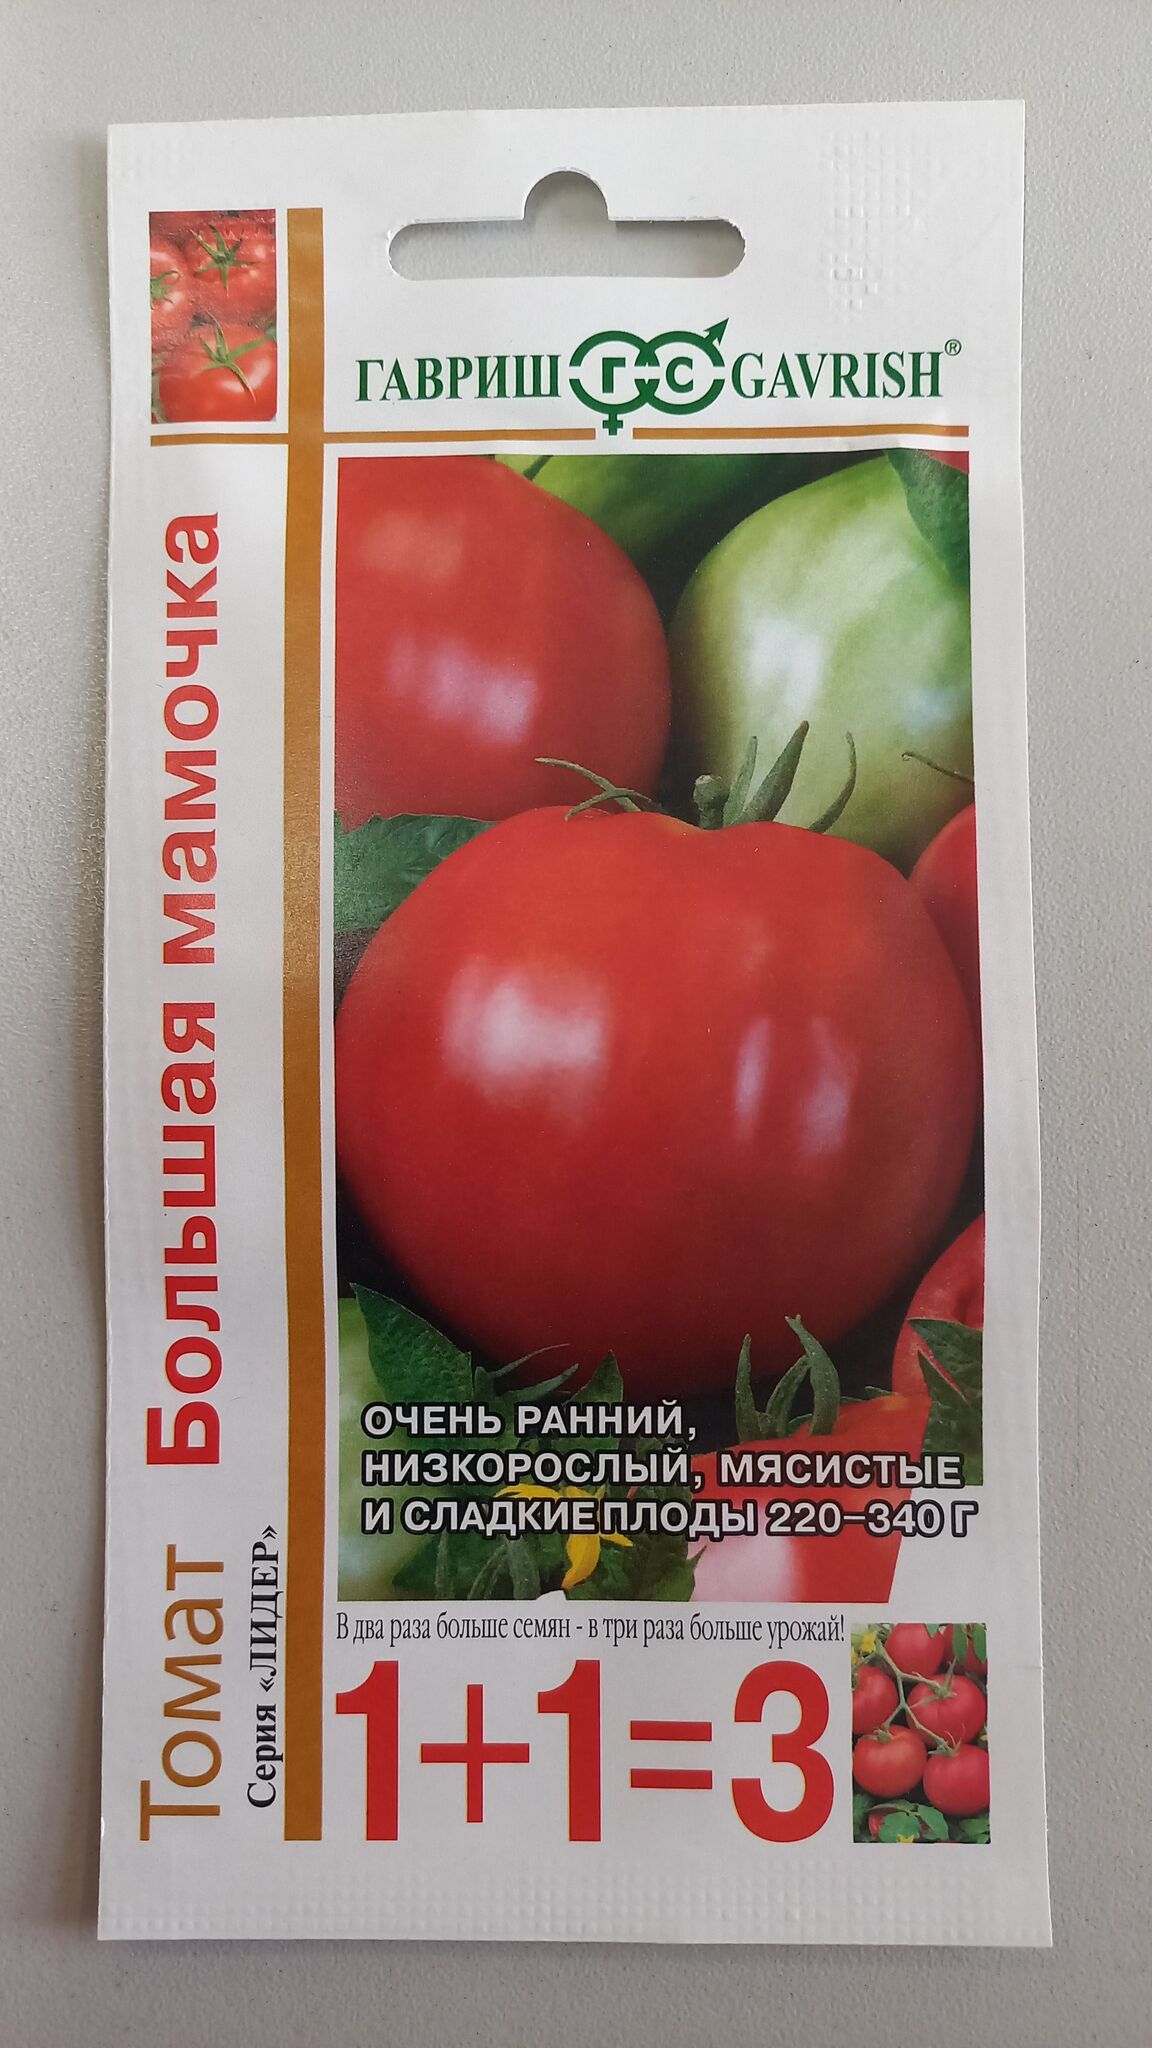 ГАВРИШ ГС GAVRISH®
Томат Большая мамочка
Серия «ЛИДЕР»
ОЧЕНЬ РАННИЙ,
НИЗКОРОСЛЫЙ, МЯСИСТЫЕ
И СЛАДКИЕ ПЛОДЫ 220-340 Г
В два раза больше семян - в три раза больше урожай!
1+1=3